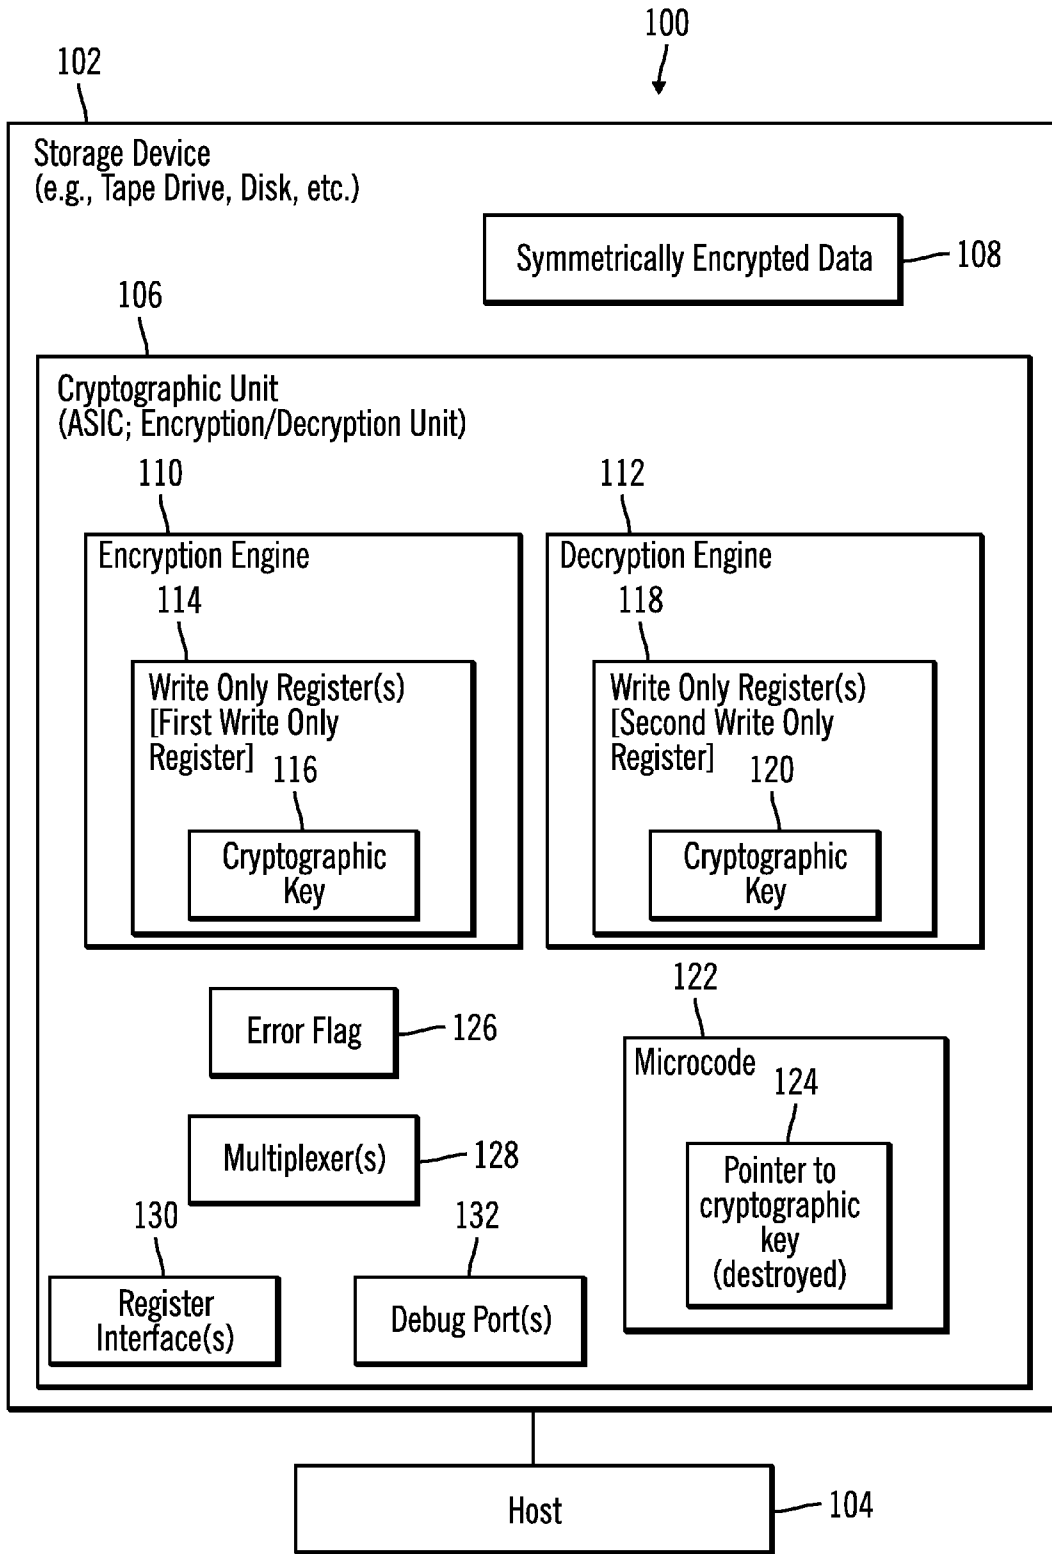 100
102
Storage Device
(e.g., Tape Drive, Disk, etc.)
Symmetrically Encrypted Data
108
106
Cryptographic Unit
(ASIC; Encryption/Decryption Unit)
110
112
Encryption Engine
Decryption Engine
114
118
Write Only Register(s)
[First Write Only
Register]
Write Only Register(s)
[Second Write Only
Register]
116
120
Cryptographic
Key
Cryptographic
Key
122
Error Flag
126
Microcode
124
Multiplexer(s)
128
Pointer to
cryptographic
key
(destroyed)
130
132
Register
Interface(s)
Debug Port(s)
Host
104